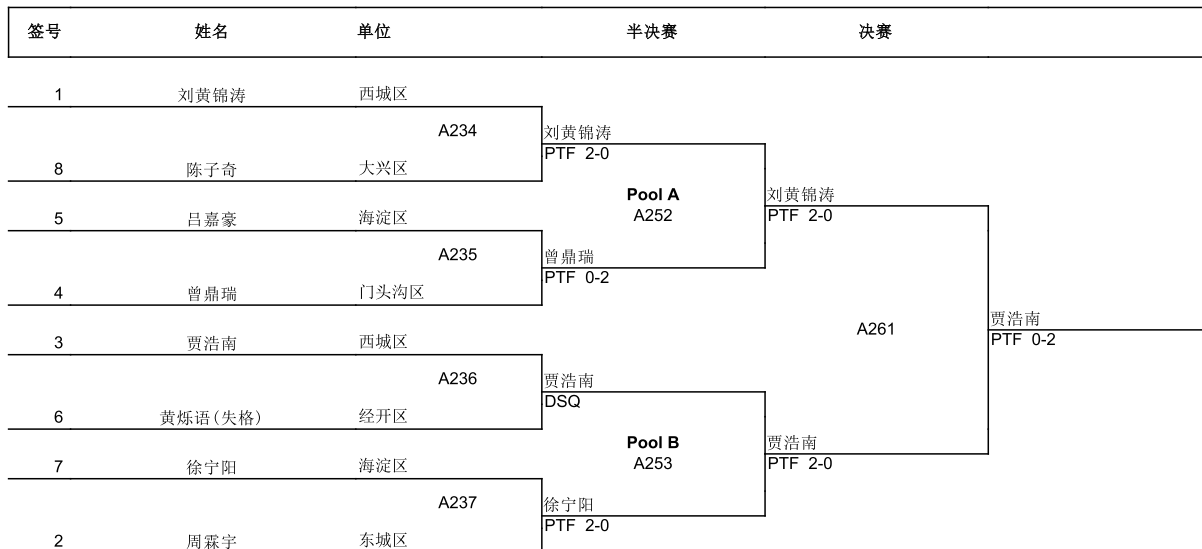 签号 姓名 单位 半决赛 决赛
1 刘黄锦涛 西城区
A234 刘黄锦涛
PTF 2-0
8 陈子奇 大兴区
Pool A 刘黄锦涛
A252 PTF 2-0
5 吕嘉豪 海淀区
A235 曾鼎瑞
PTF 0-2
4 曾鼎瑞 门头沟区
A261 贾浩南
PTF 0-2
3 贾浩南 西城区
A236 贾浩南
DSQ
6 黄烁语(失格) 经开区
Pool B 贾浩南
A253 PTF 2-0
7 徐宁阳 海淀区
A237 徐宁阳
PTF 2-0
2 周霖宇 东城区